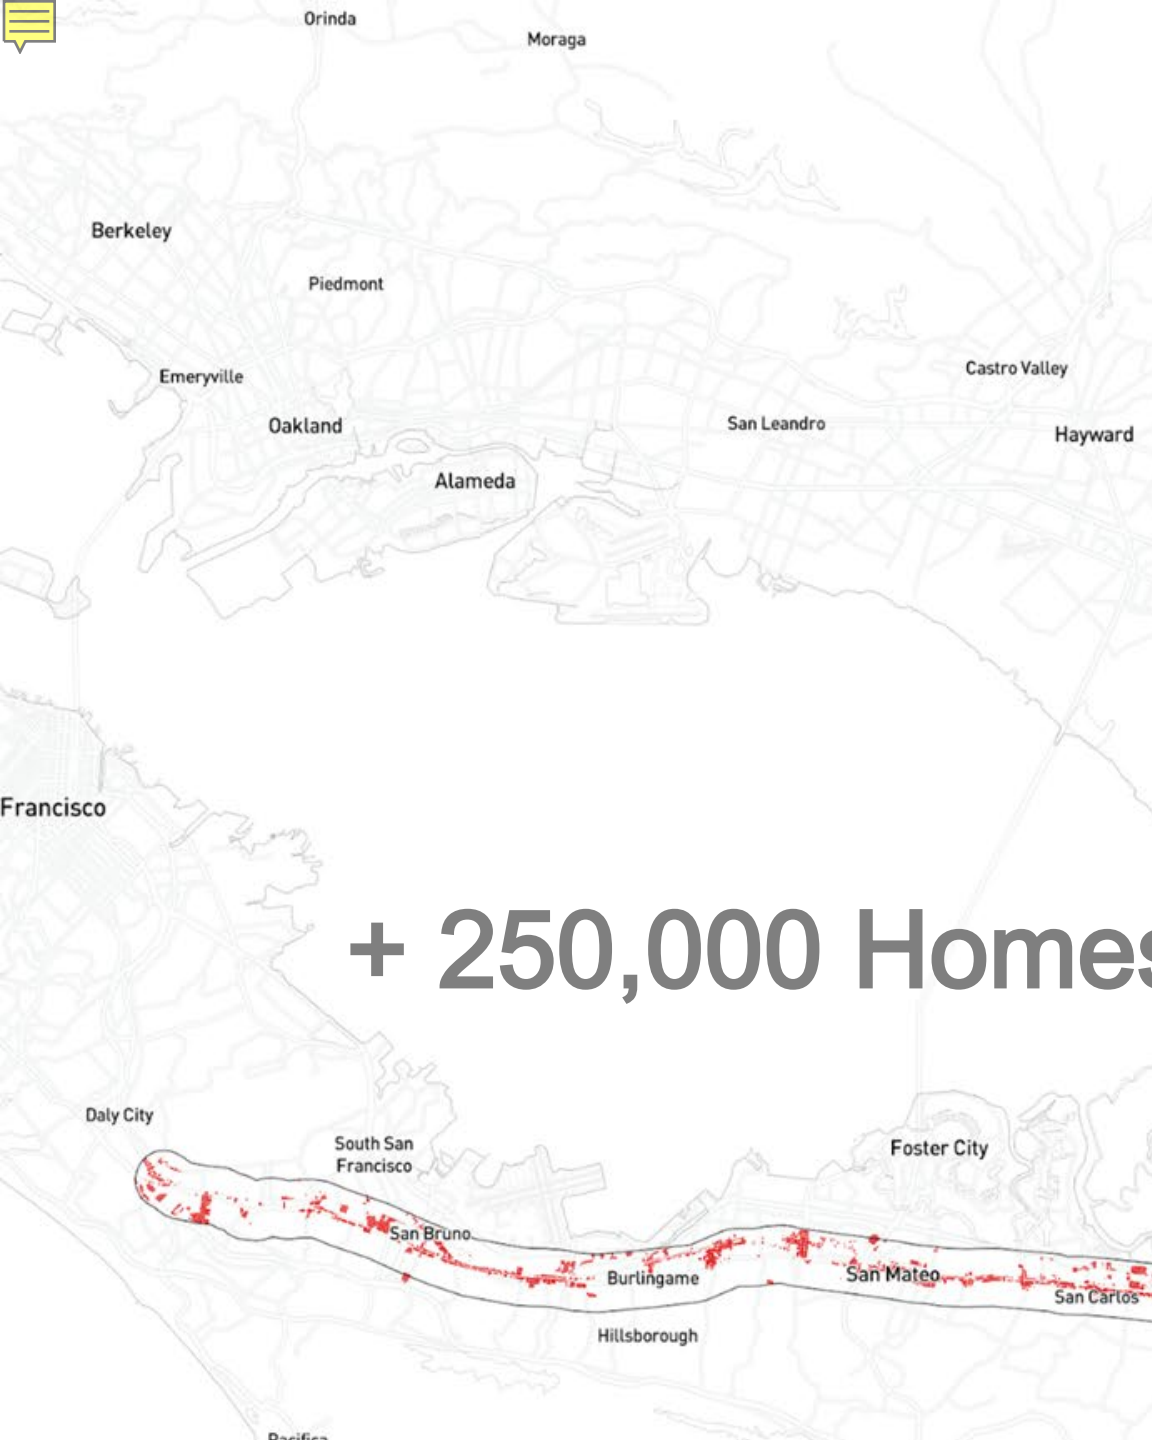 Orinda
Moraga
Berkeley
Piedmont
Emeryville
Castro Valley
Oakland
San Leandro
Hayward
Alameda
Francisco
+ 250,000 Homes
Daly City
South San
Francisco
Foster City
San Bruno
Burlingame
San Mateo
San Carlos
Hillsborough
Pacifica